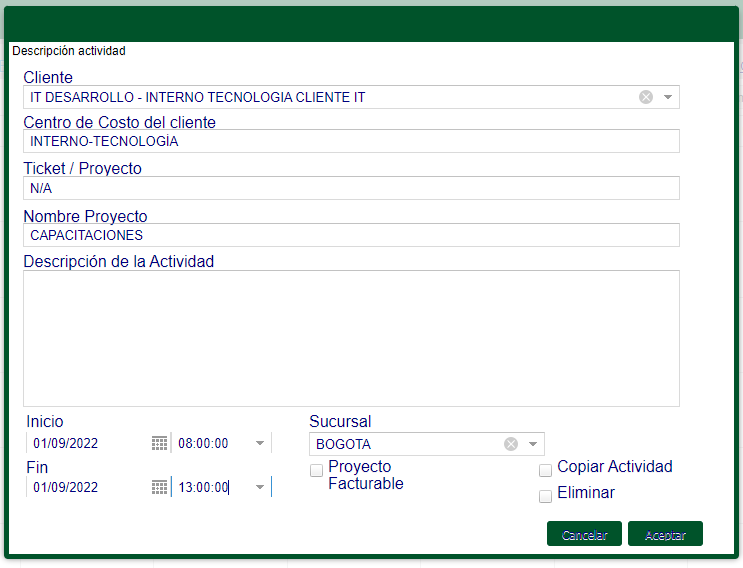 Descripción actividad
Cliente
IT DESARROLLO - INTERNO TECNOLOGIA CLIENTE IT
Centro de Costo del cliente
INTERNO-TECNOLOGÍA
Ticket / Proyecto
N/A
Nombre Proyecto
CAPACITACIONES
Descripción de la Actividad
Inicio
01/09/2022 08:00:00
Fin
01/09/2022 13:00:00
Sucursal
BOGOTA
Proyecto
Facturable
Copiar Actividad
Eliminar
Cancelar Aceptar